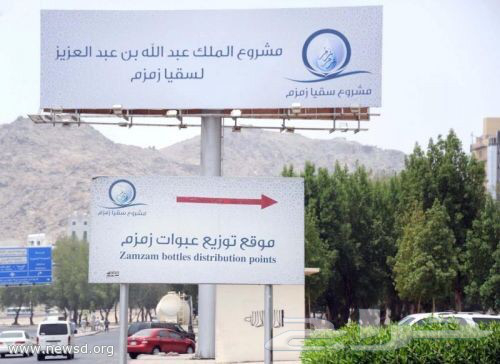 مشروع الملك عبد الله بن عبد العزيز
لسقيا زمزم
مشروع سقيا زمزم
مشروع سقيا زمزم
موقع توزيع عبوات زمزم
Zamzam bottles distribution points
www.newsd.org